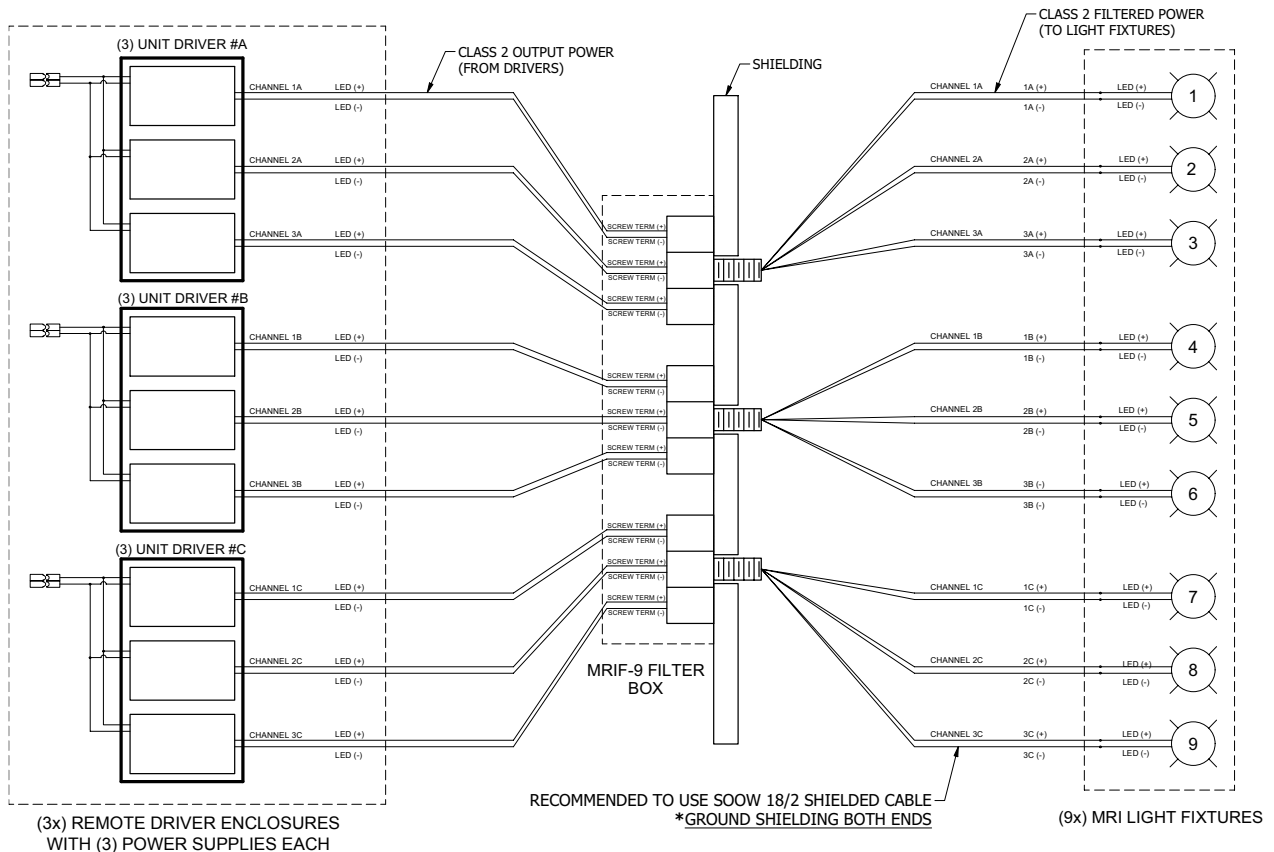 (3) UNIT DRIVER #A
CHANNEL 1A LED (+)
LED (-)
CHANNEL 2A LED (+)
LED (-)
CHANNEL 3A LED (+)
LED (-)
(3) UNIT DRIVER #B
CHANNEL 1B LED (+)
LED (-)
CHANNEL 2B LED (+)
LED (-)
CHANNEL 3B LED (+)
LED (-)
(3) UNIT DRIVER #C
CHANNEL 1C LED (+)
LED (-)
CHANNEL 2C LED (+)
LED (-)
CHANNEL 3C LED (+)
LED (-)
(3x) REMOTE DRIVER ENCLOSURES
WITH (3) POWER SUPPLIES EACH
CLASS 2 OUTPUT POWER
(FROM DRIVERS)
SHIELDING
SCREW TERM (+)
SCREW TERM (-)
SCREW TERM (+)
SCREW TERM (-)
SCREW TERM (+)
SCREW TERM (-)
SCREW TERM (+)
SCREW TERM (-)
SCREW TERM (+)
SCREW TERM (-)
SCREW TERM (+)
SCREW TERM (-)
SCREW TERM (+)
SCREW TERM (-)
SCREW TERM (+)
SCREW TERM (-)
SCREW TERM (+)
SCREW TERM (-)
MRIF-9 FILTER
BOX
CLASS 2 FILTERED POWER
(TO LIGHT FIXTURES)
CHANNEL 1A 1A (+) LED (+)
1A (-) LED (-)
1
CHANNEL 2A 2A (+) LED (+)
2A (-) LED (-)
2
CHANNEL 3A 3A (+) LED (+)
3A (-) LED (-)
3
CHANNEL 1B 1B (+) LED (+)
1B (-) LED (-)
4
CHANNEL 2B 2B (+) LED (+)
2B (-) LED (-)
5
CHANNEL 3B 3B (-) LED (+)
3B (-) LED (-)
6
CHANNEL 1C 1C (+) LED (+)
1C (-) LED (-)
7
CHANNEL 2C 2C (+) LED (+)
2C (-) LED (-)
8
CHANNEL 3C 3C (+) LED (+)
3C (-) LED (-)
9
RECOMMENDED TO USE SOOW 18/2 SHIELDED CABLE
*GROUND SHIELDING BOTH ENDS
(9x) MRI LIGHT FIXTURES